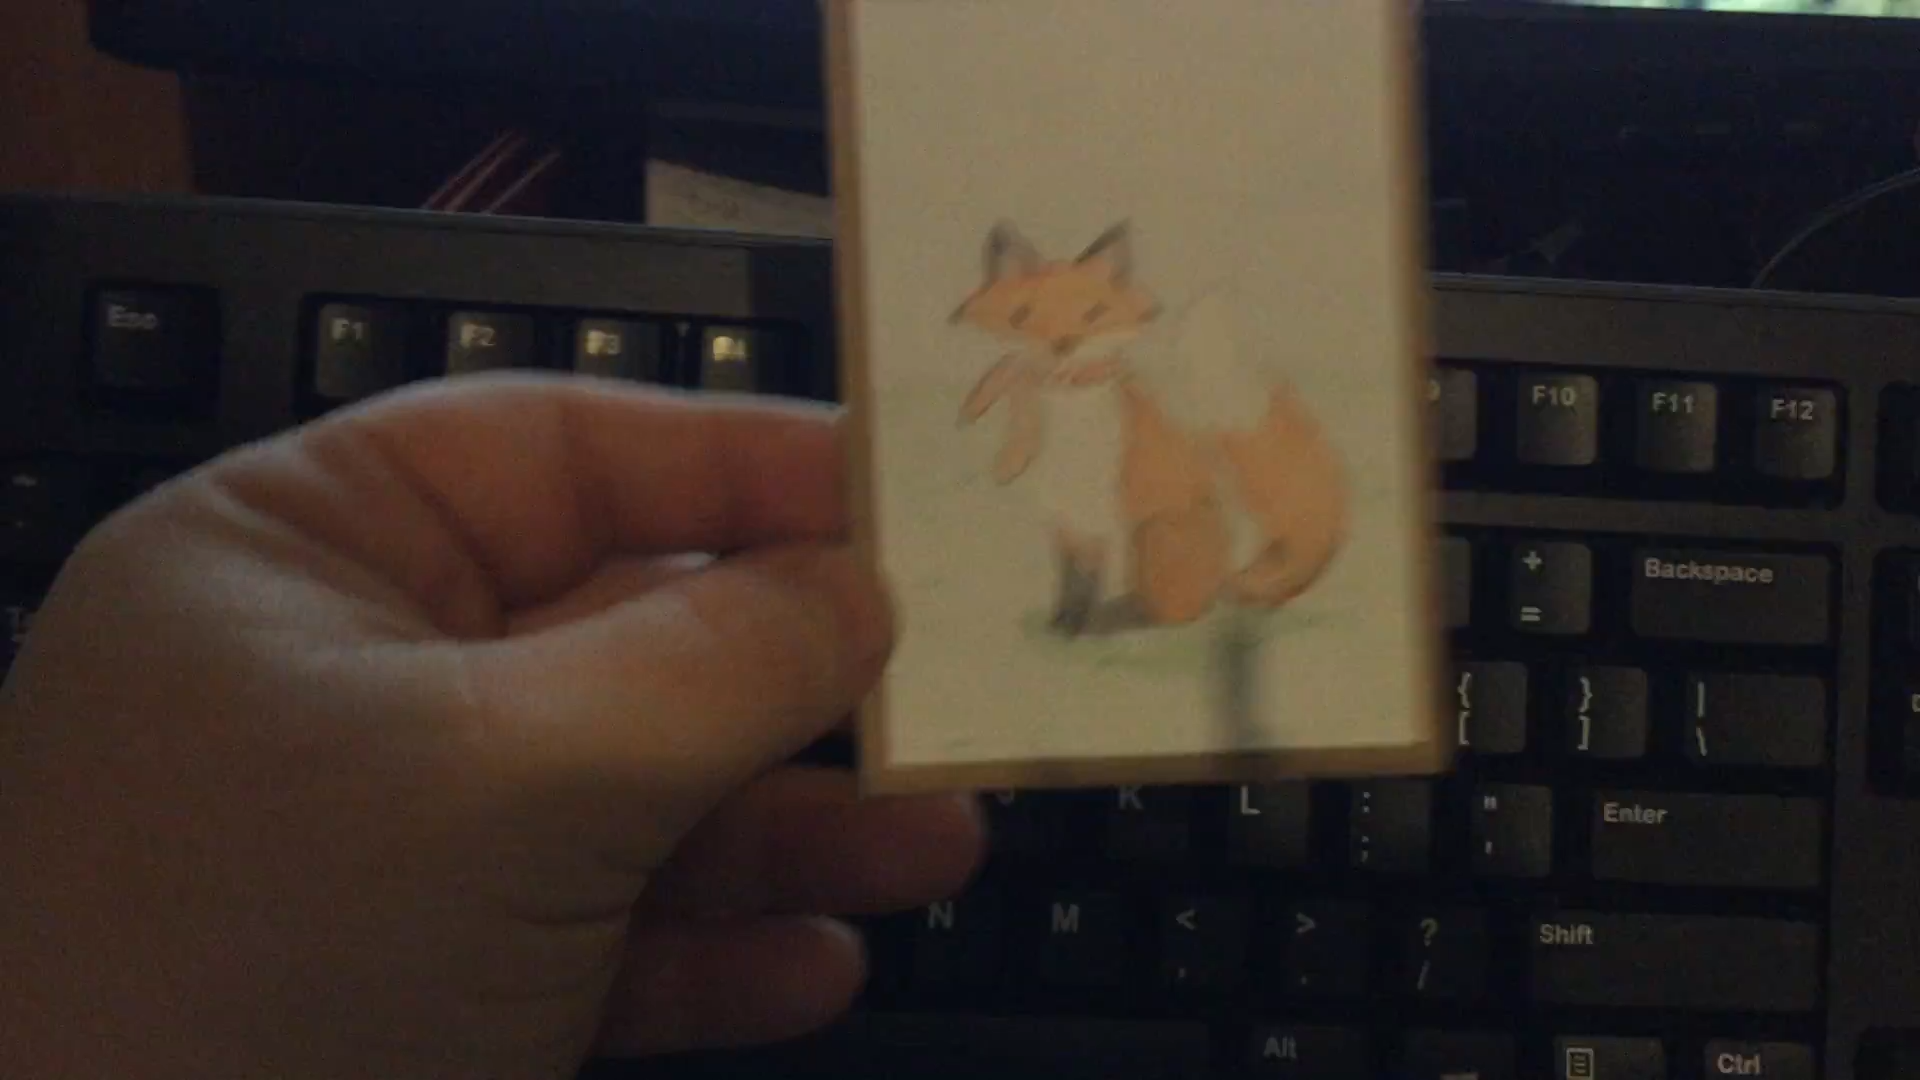 Esc F1 F2 F3 F4 F10 F11 F12
+ Backspace
=
{ } |
[ ] \
K L : " Enter
; '
N M < > ? Shift
, . /
Alt Ctrl